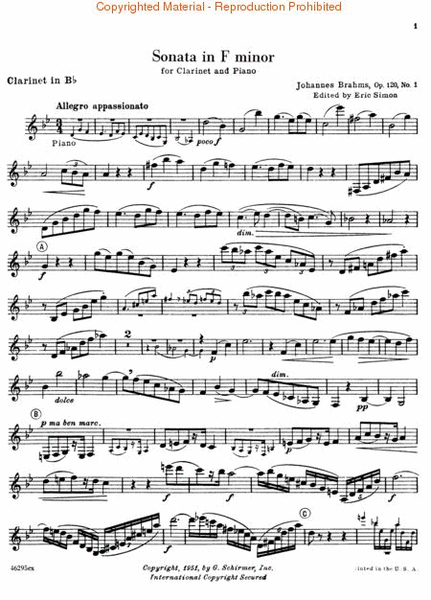 Copyrighted Material - Reproduction Prohibited
1
Sonata in F minor
for Clarinet and Piano
Clarinet in B♭
Johannes Brahms, Op. 120, No. 1
Edited by Eric Simon
Allegro appassionato
Piano
poco f
f
f
dim.
A
f
2
dolce
dim.
pp
B
p ma ben marc.
C
46295cx
Copyright, 1951, by G. Schirmer, Inc.
International Copyright Secured
Printed in the U. S. A.